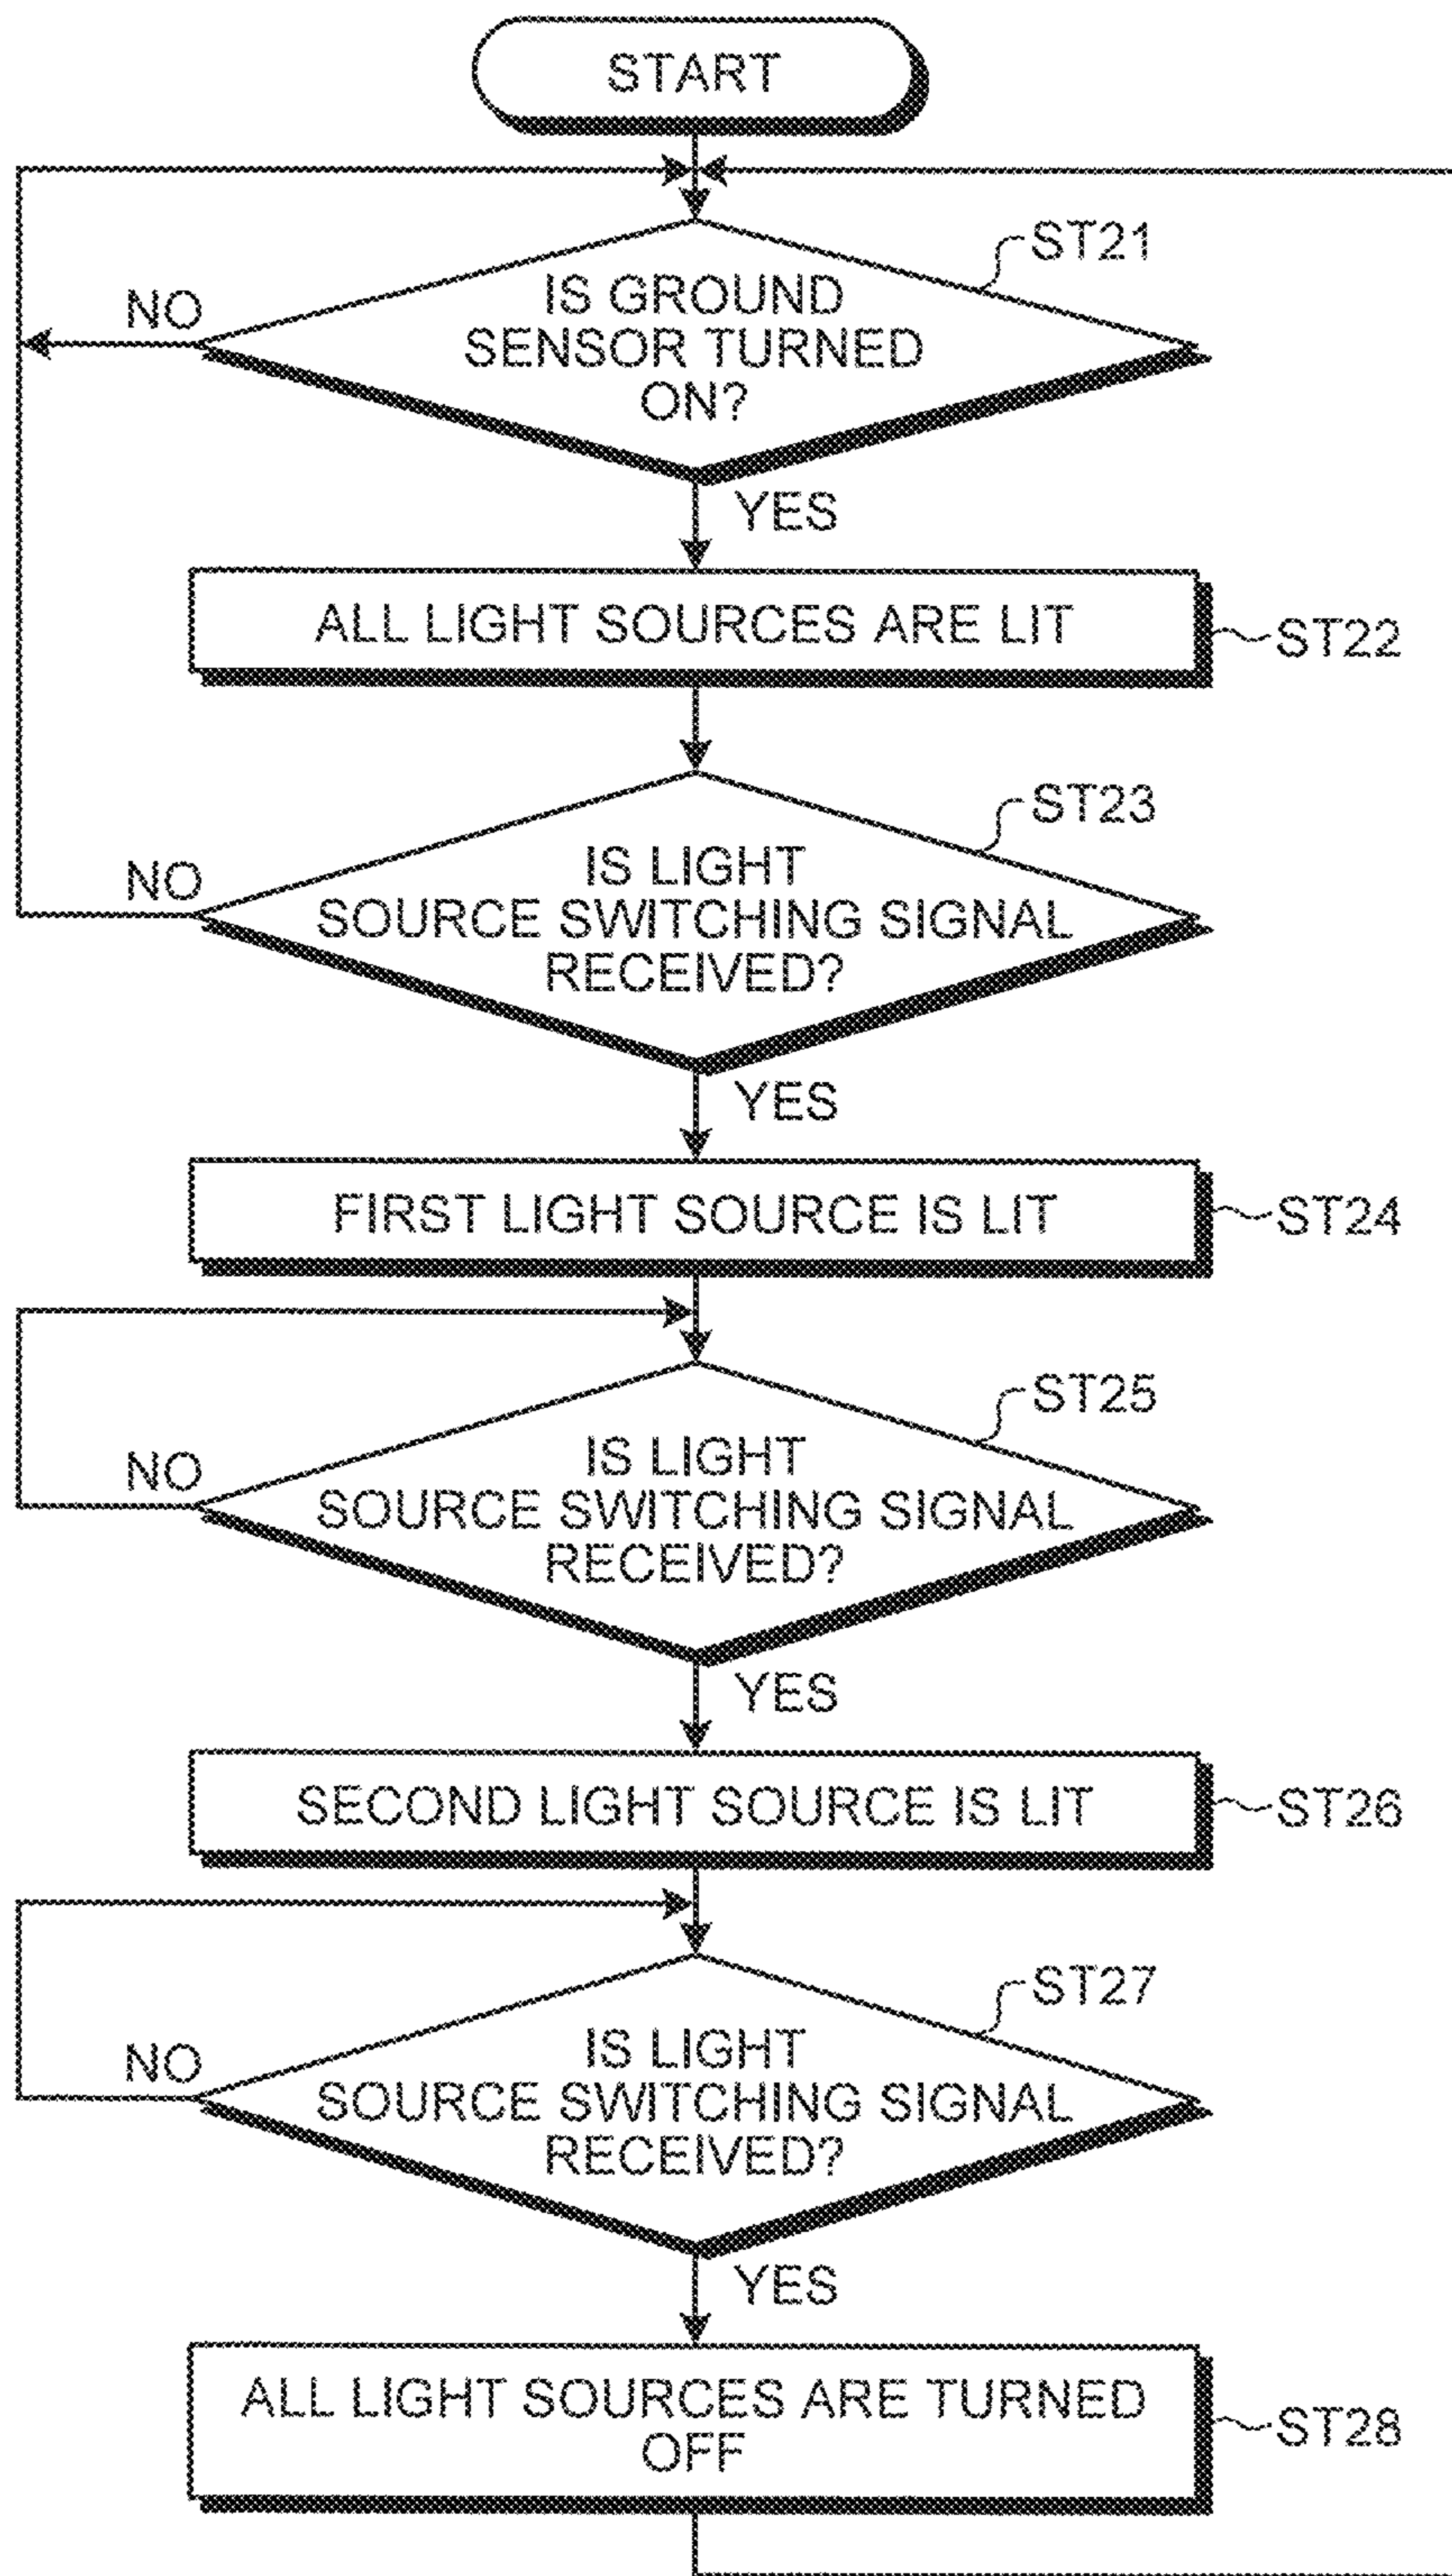 START
ST21
IS GROUND
SENSOR TURNED
ON?
NO
YES
ALL LIGHT SOURCES ARE LIT
ST22
ST23
IS LIGHT
SOURCE SWITCHING SIGNAL
RECEIVED?
NO
YES
FIRST LIGHT SOURCE IS LIT
ST24
ST25
IS LIGHT
SOURCE SWITCHING SIGNAL
RECEIVED?
NO
YES
SECOND LIGHT SOURCE IS LIT
ST26
ST27
IS LIGHT
SOURCE SWITCHING SIGNAL
RECEIVED?
NO
YES
ALL LIGHT SOURCES ARE TURNED
OFF
ST28